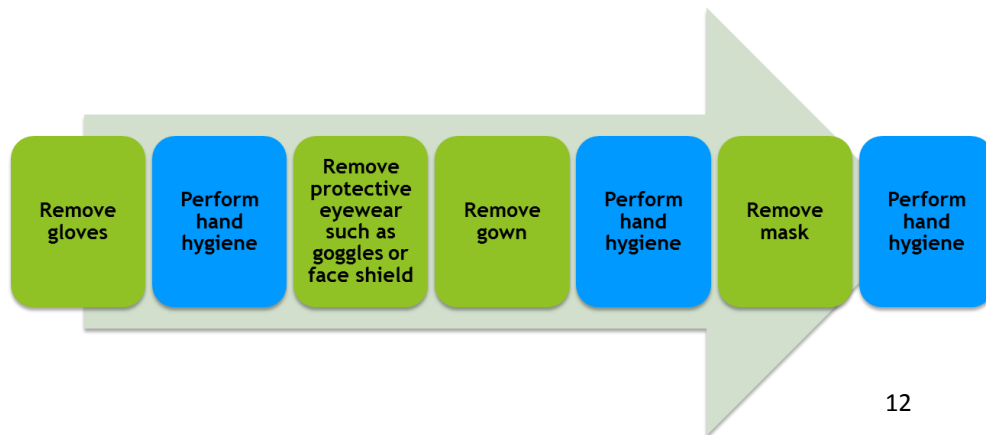 Remove
gloves
Perform
hand
hygiene
Remove
protective
eyewear
such as
goggles or
face shield
Remove
gown
Perform
hand
hygiene
Remove
mask
Perform
hand
hygiene
12